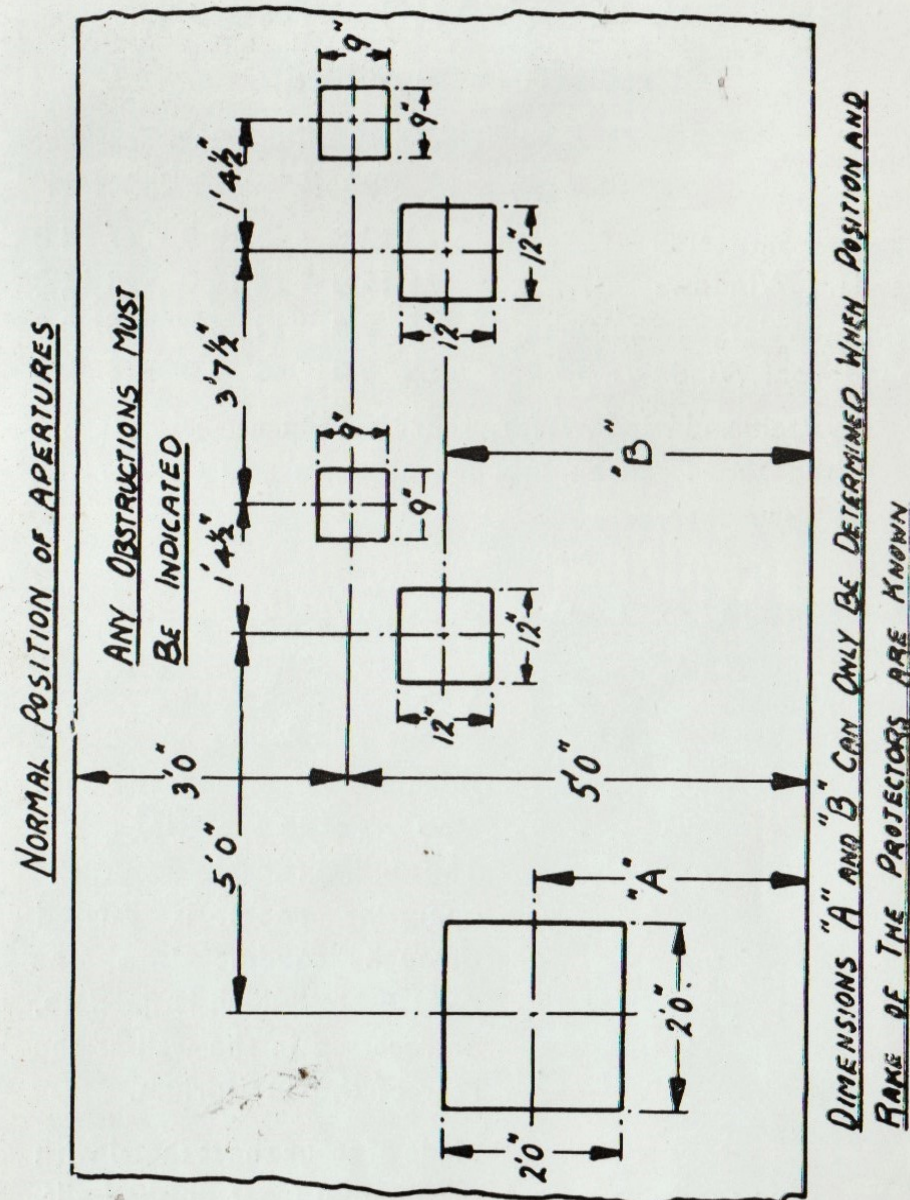 NORMAL POSITION OF APERTURES
ANY OBSTRUCTIONS MUST
BE INDICATED
3'0"
5'0"
1'4½"
3'7½"
1'4½"
9"
9"
9"
9"
12"
12"
12"
12"
2'0"
5'0"
"B"
"A"
2'0"
DIMENSIONS "A" AND "B" CAN ONLY BE DETERMINED WHEN POSITION AND
RAKE OF THE PROTECTORS ARE KNOWN